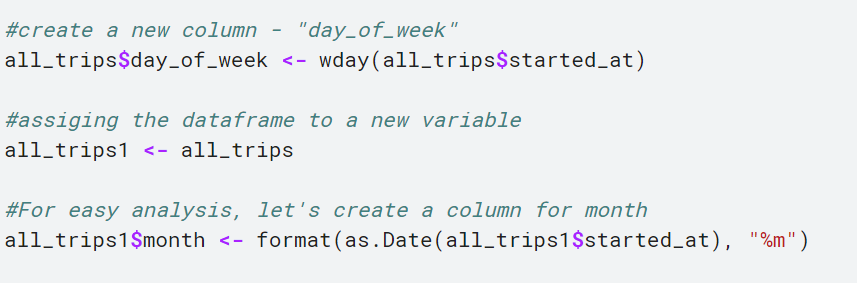 #create a new column - "day_of_week"
all_trips$day_of_week <- wday(all_trips$started_at)
#assiging the dataframe to a new variable
all_trips1 <- all_trips
#For easy analysis, let's create a column for month
all_trips1$month <- format(as.Date(all_trips1$started_at), "%m")